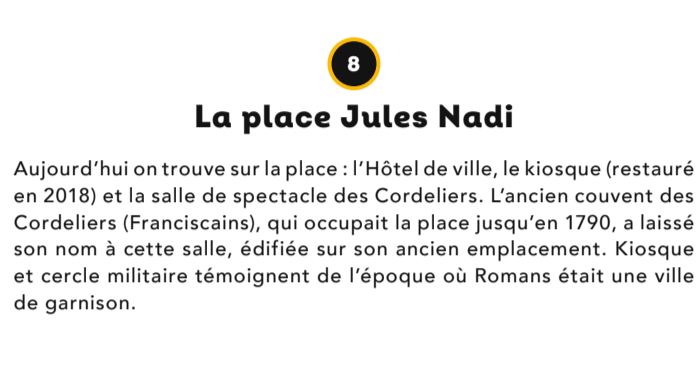 8
La place Jules Nadi
Aujourd'hui on trouve sur la place : l'Hôtel de ville, le kiosque (restauré
en 2018) et la salle de spectacle des Cordeliers. L'ancien couvent des
Cordeliers (Franciscains), qui occupait la place jusqu'en 1790, a laissé
son nom à cette salle, édifiée sur son ancien emplacement. Kiosque
et cercle militaire témoignent de l'époque où Romans était une ville
de garnison.